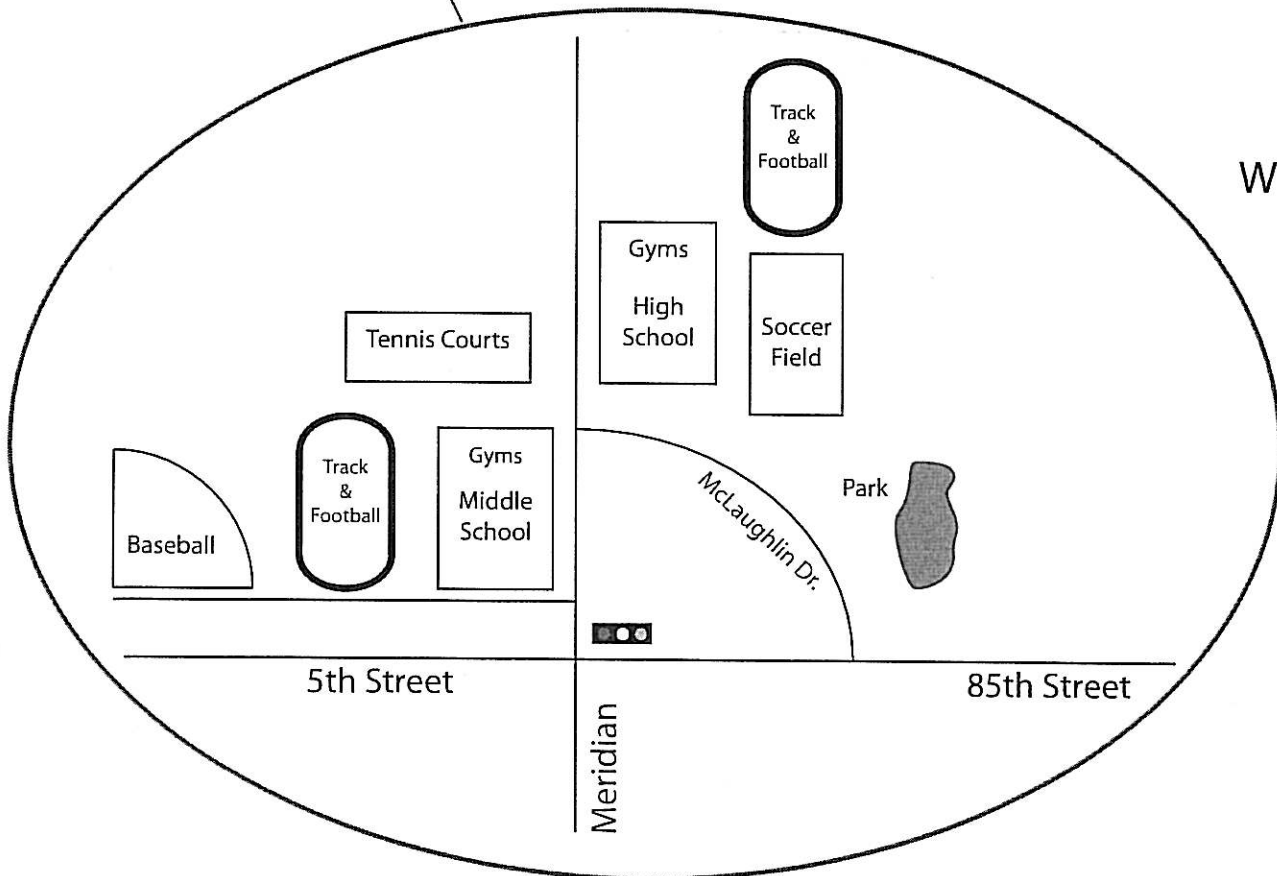 Track
&
Football
W
Gyms
High
School
Soccer
Field
Tennis Courts
Track
&
Football
Gyms
Middle
School
Baseball
McLaughlin Dr.
Park
5th Street
85th Street
Meridian